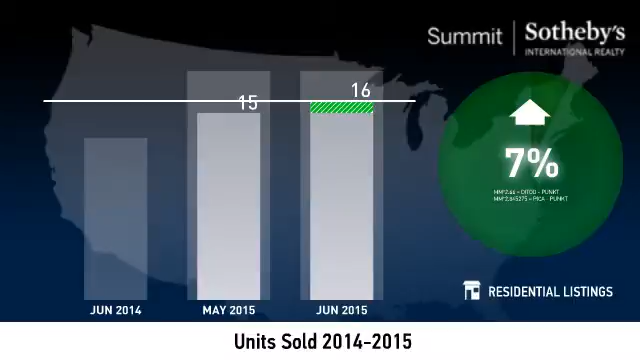 Summit | Sotheby's
INTERNATIONAL REALTY
15
16
7%
JUN 2014
MAY 2015
JUN 2015
RESIDENTIAL LISTINGS
Units Sold 2014-2015